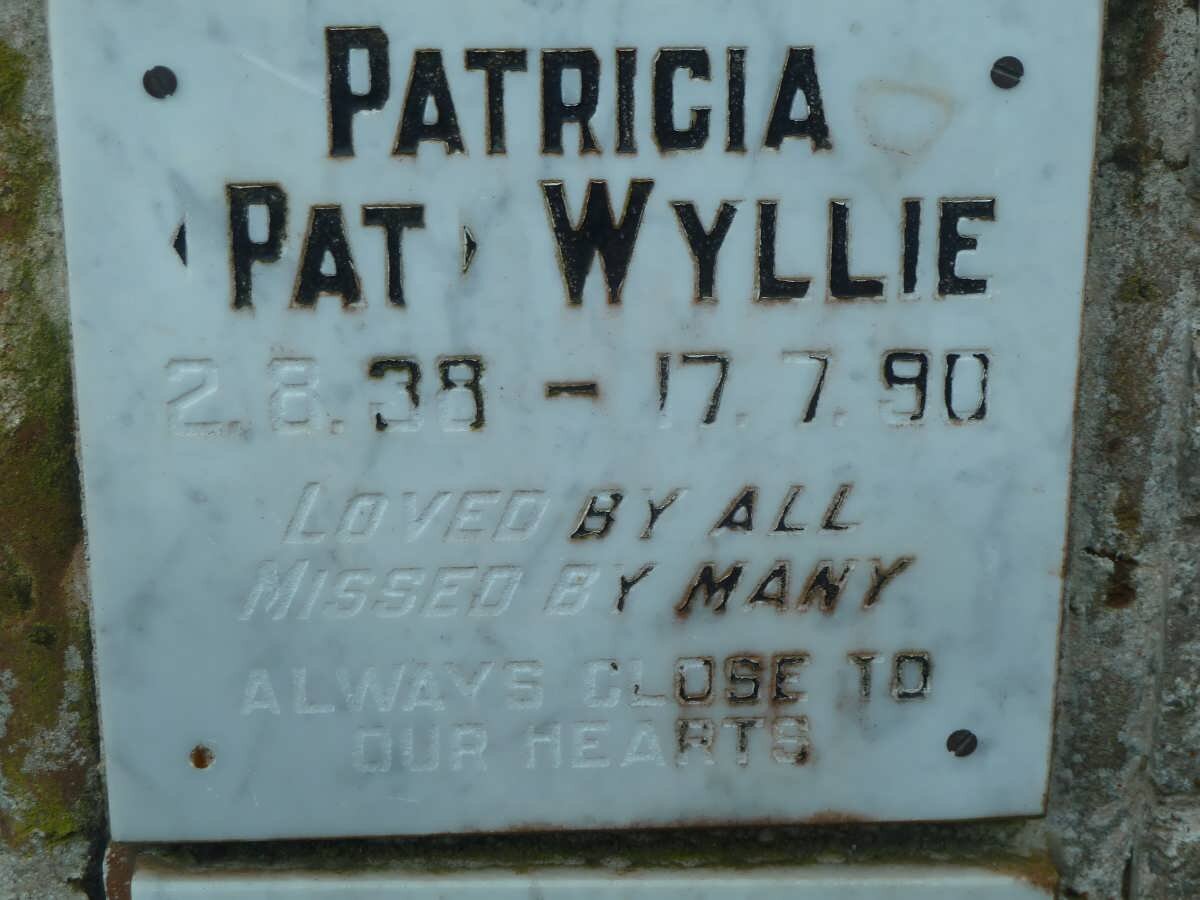 PATRICIA
(PAT) WYLLIE
2.8.38 - 17.7.90
LOVED BY ALL
MISSED BY MANY
ALWAYS CLOSE TO
OUR HEARTS